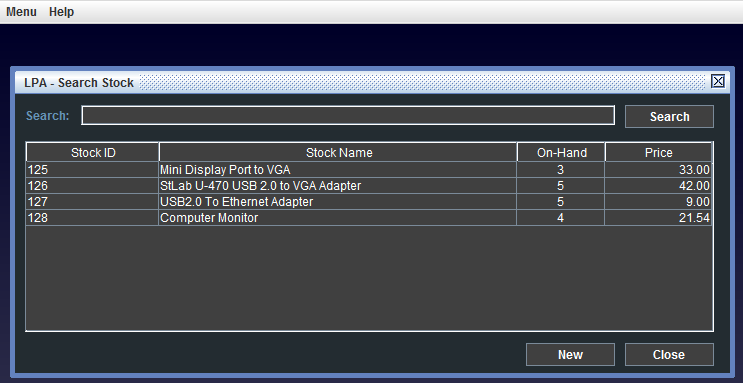 Menu Help
LPA - Search Stock
Search: Search
Stock ID Stock Name On-Hand Price
125 Mini Display Port to VGA 3 33.00
126 StLab U-470 USB 2.0 to VGA Adapter 5 42.00
127 USB2.0 To Ethernet Adapter 5 9.00
128 Computer Monitor 4 21.54
New Close